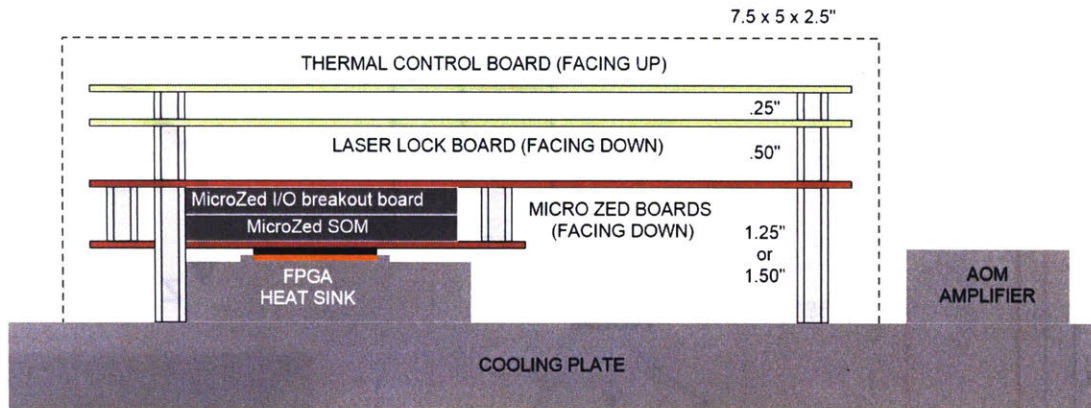 7.5 x 5 x 2.5"
THERMAL CONTROL BOARD (FACING UP)
.25"
LASER LOCK BOARD (FACING DOWN)
.50"
MicroZed I/O breakout board
MicroZed SOM
MICRO ZED BOARDS
(FACING DOWN)
1.25"
or
1.50"
FPGA
HEAT SINK
AOM
AMPLIFIER
COOLING PLATE